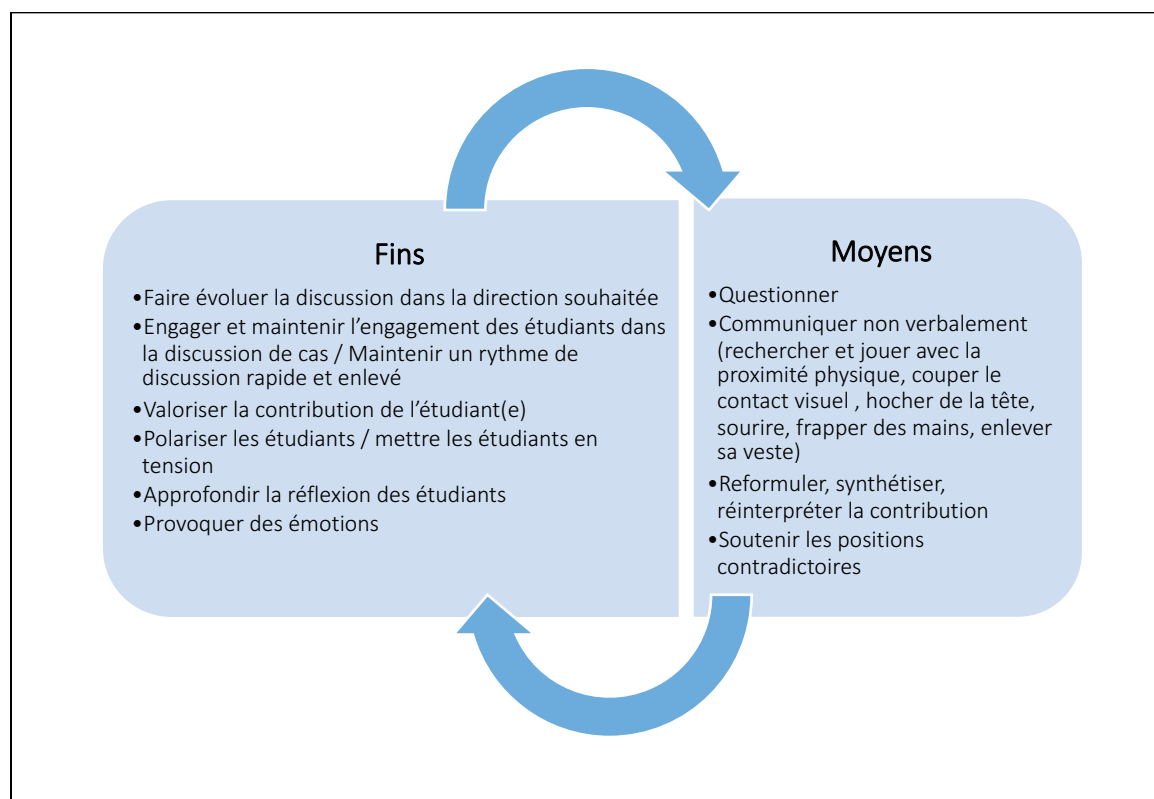 Fins
•Faire évoluer la discussion dans la direction souhaitée
•Engager et maintenir l’engagement des étudiants dans
la discussion de cas / Maintenir un rythme de
discussion rapide et enlevé
•Valoriser la contribution de l’étudiant(e)
•Polariser les étudiants / mettre les étudiants en
tension
•Approfondir la réflexion des étudiants
•Provoquer des émotions
Moyens
•Questionner
•Communiquer non verbalement
(rechercher et jouer avec la
proximité physique, couper le
contact visuel , hocher de la tête,
sourire, frapper des mains, enlever
sa veste)
•Reformuler, synthétiser,
réinterpréter la contribution
•Soutenir les positions
contradictoires